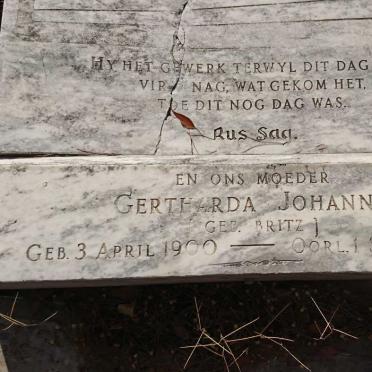 HY HET GEWERK TERWYL DIT DAG
VIR NAG, WAT GEKOM HET,
TOE DIT NOG DAG WAS.
Rus Sag.
EN ONS MOEDER
GERTHARDA JOHANN
[GEB. BRITZ]
GEB. 3 APRIL 1900 — OORL. 1